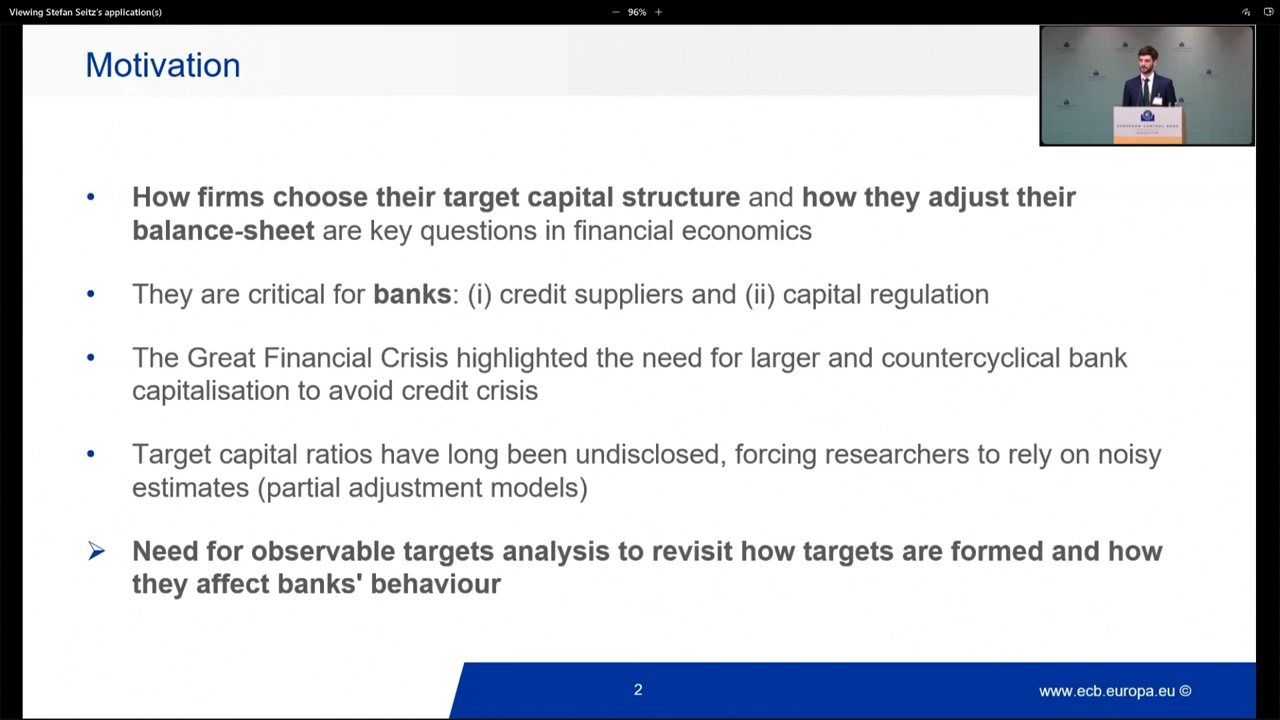 Viewing Stefan Seitz's application(s)
96%
Motivation
How firms choose their target capital structure and how they adjust their
balance-sheet are key questions in financial economics
They are critical for banks: (i) credit suppliers and (ii) capital regulation
The Great Financial Crisis highlighted the need for larger and countercyclical bank
capitalisation to avoid credit crisis
Target capital ratios have long been undisclosed, forcing researchers to rely on noisy
estimates (partial adjustment models)
Need for observable targets analysis to revisit how targets are formed and how
they affect banks' behaviour
2
www.ecb.europa.eu ©
EUROPEAN CENTRAL BANK